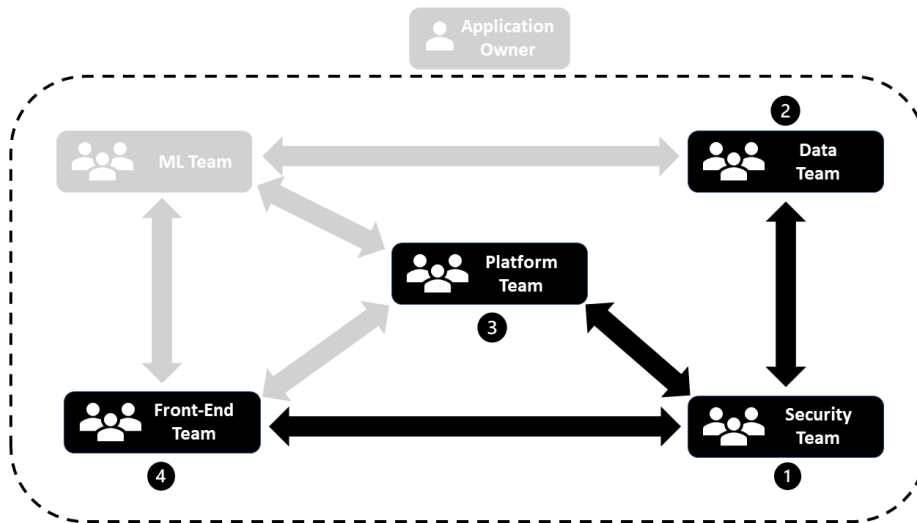 Application
Owner
2
ML Team
Data
Team
Platform
Team
3
Front-End
Team
Security
Team
4
1